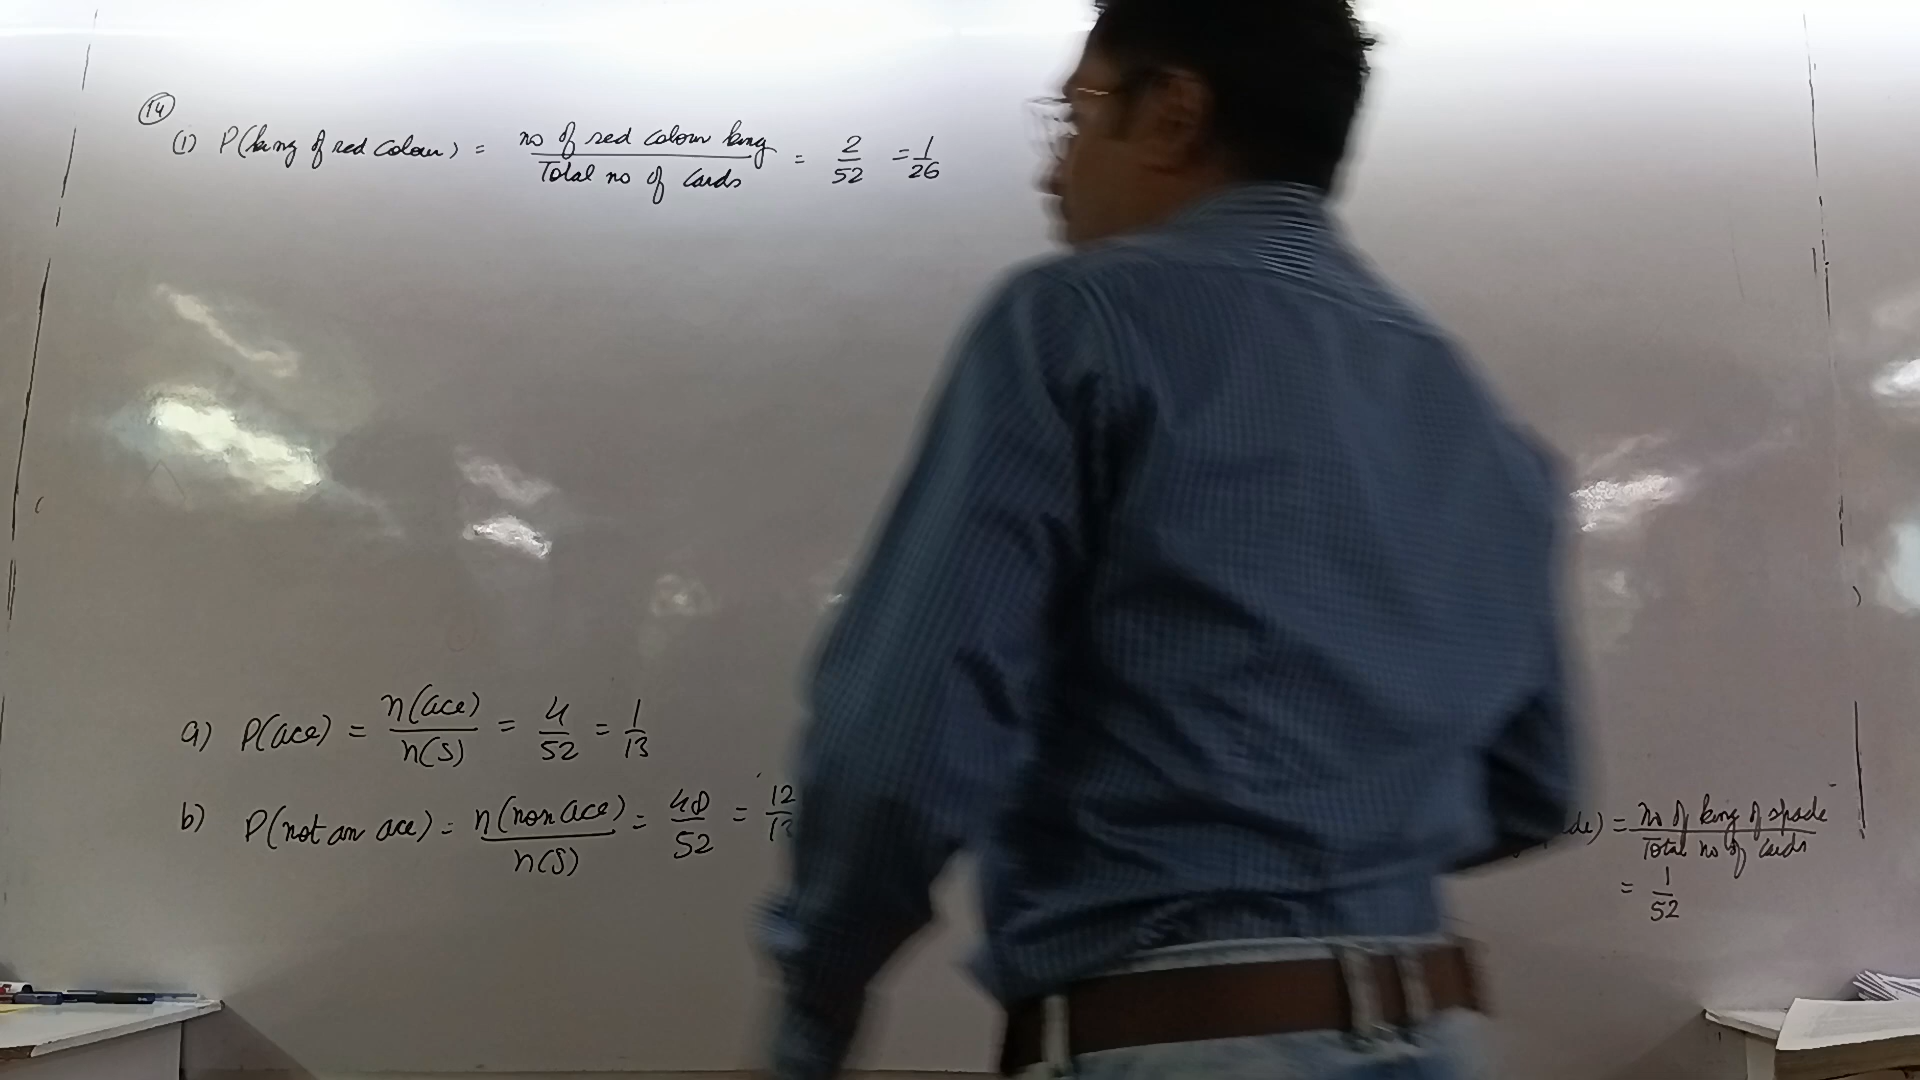 14
(1) P(king of red colour) = no of red colour king / Total no of cards = 2/52 = 1/26
a) P(ace) = n(ace)/n(S) = 4/52 = 1/13
b) P(not an ace) = n(non ace)/n(S) = 48/52 = 12/13
de) = no of king of spade / Total no of cards
= 1/52